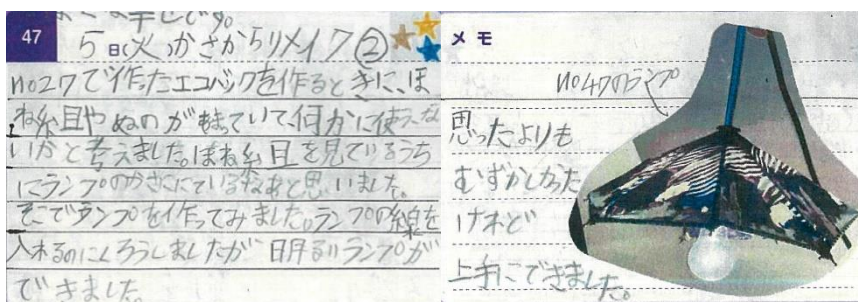 47
5日(火)かさからリメイク②
no27で作ったエコバックを作るときに、ほ
ね組やぬのがあまっていて、何かに使えな
いかと考えました。ほね組を見ているうち
にランプのかさににているなあと思いました。
そこでランプを作ってみました。ランプの線を
入れるのにくろうしましたが明るいランプが
できました。
メモ
no47のランプ
思ったよりも
むずかしかった
けれど
上手にできました。